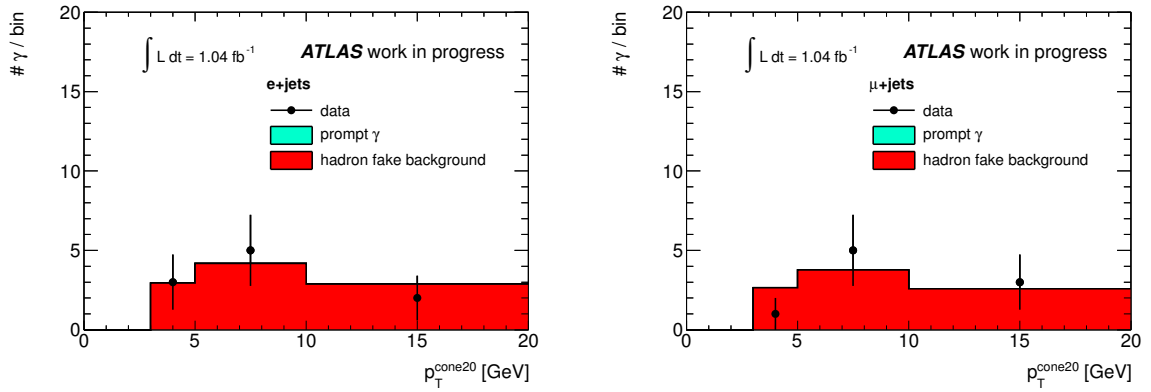 # γ / bin
20
15
10
5
0
∫ L dt = 1.04 fb⁻¹
ATLAS work in progress
e+jets
data
prompt γ
hadron fake background
0 5 10 15 20
p_T^cone20 [GeV]
# γ / bin
20
15
10
5
0
∫ L dt = 1.04 fb⁻¹
ATLAS work in progress
μ+jets
data
prompt γ
hadron fake background
0 5 10 15 20
p_T^cone20 [GeV]